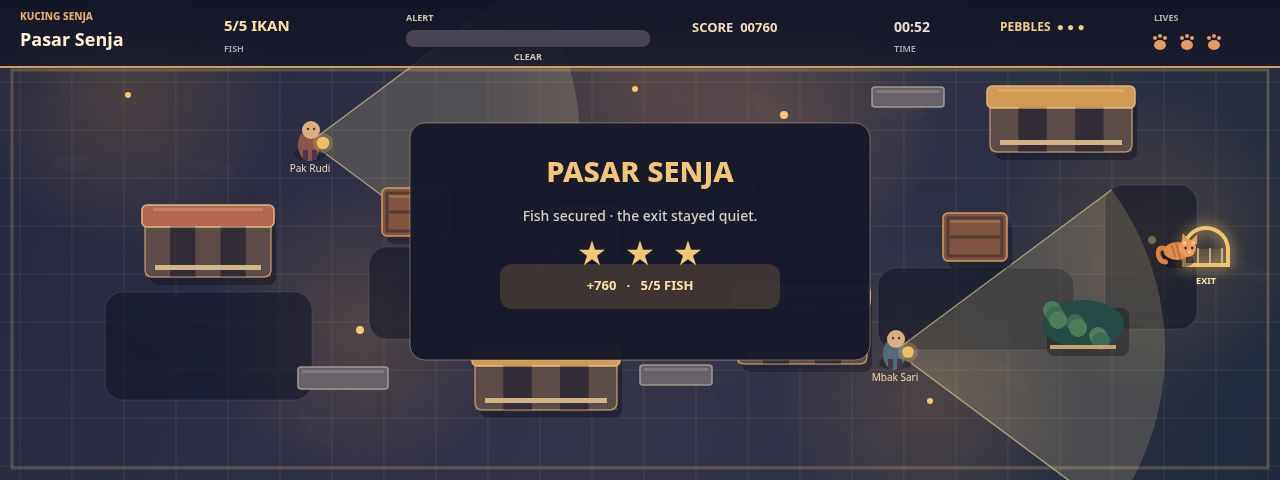 KUCING SENJA
Pasar Senja
5/5 IKAN
FISH
ALERT
CLEAR
SCORE 00760
00:52
TIME
PEBBLES
LIVES
Pak Rudi
PASAR SENJA
Fish secured · the exit stayed quiet.
+760 · 5/5 FISH
EXIT
Mbak Sari